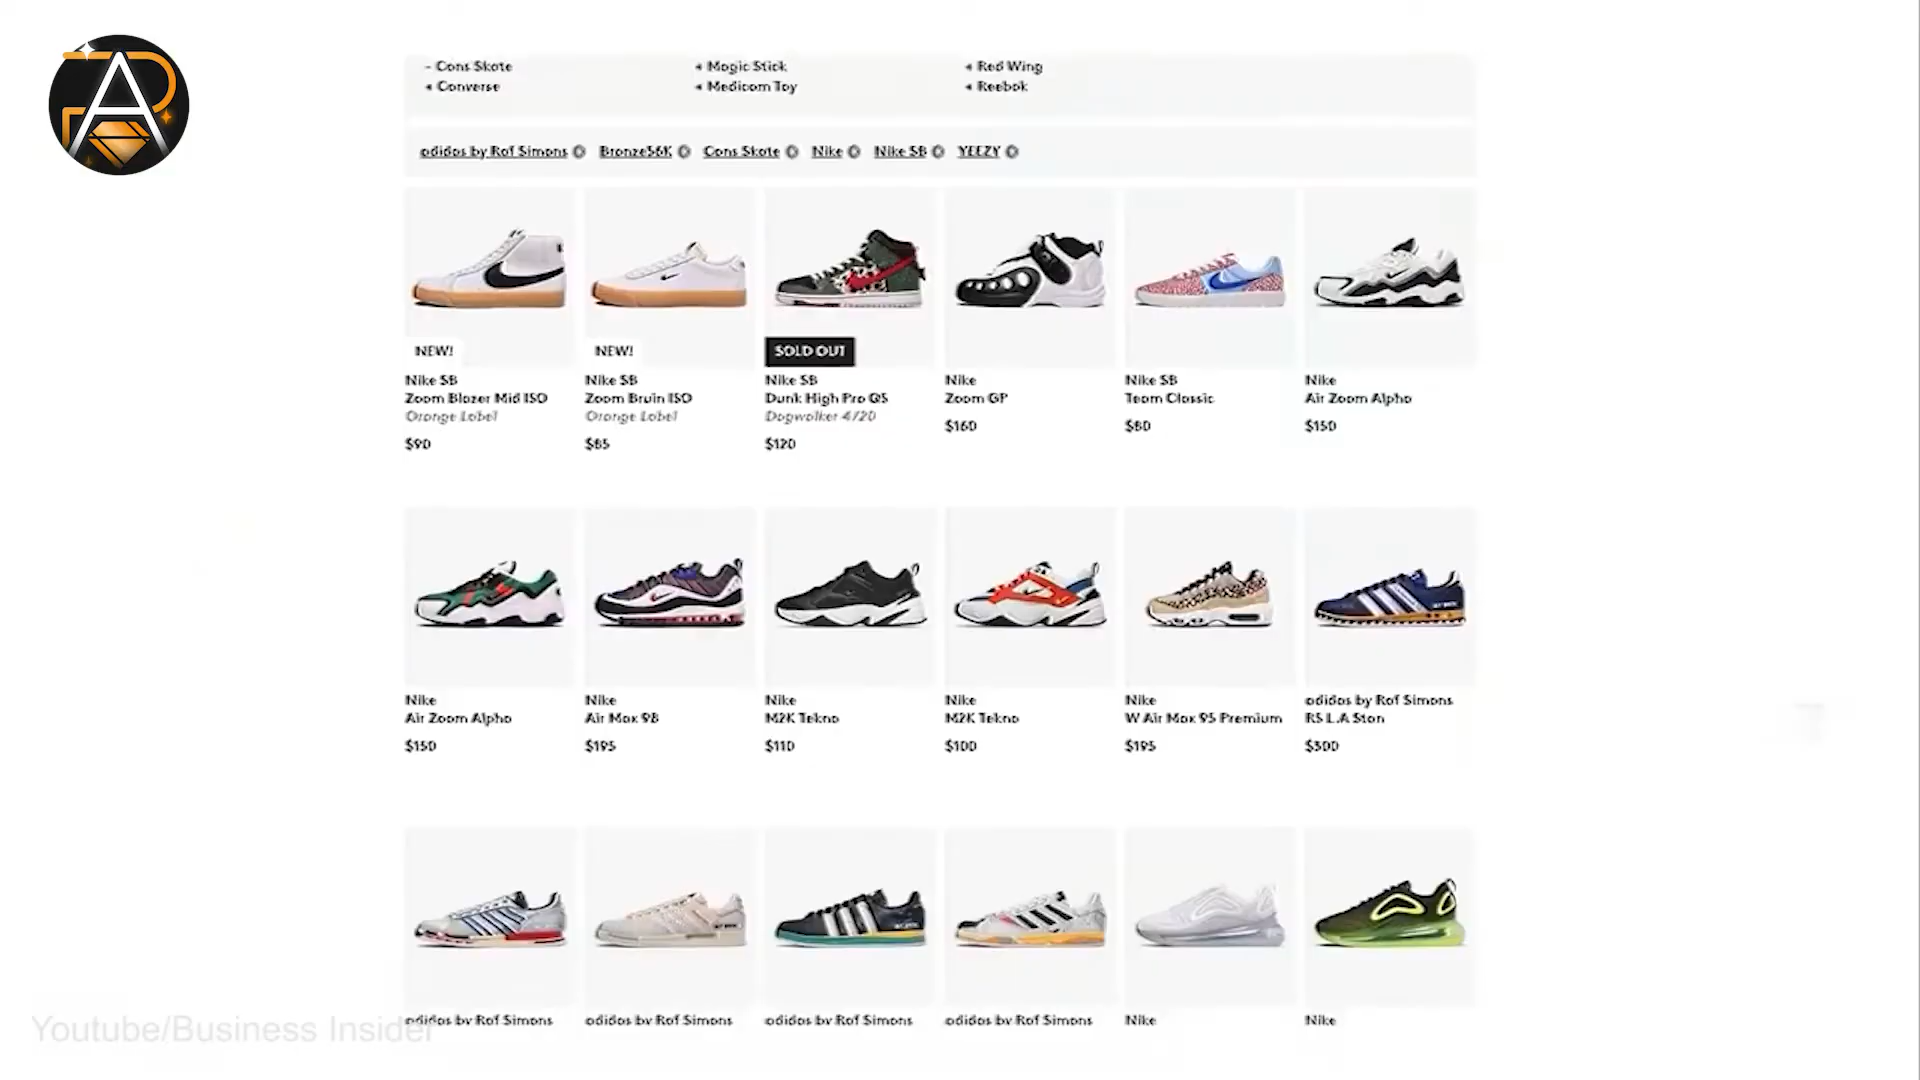 - Cons Skate
+ Magic Stick
+ Red Wing
+ Converse
+ Medicom Toy
+ Reebok
adidas by Raf Simons Bronze56K Cons Skate Nike Nike SB YEEZY
NEW!
NEW!
SOLD OUT
Nike SB
Zoom Blazer Mid ISO
Orange Label
$90
Nike SB
Zoom Bruin ISO
Orange Label
$85
Nike SB
Dunk High Pro QS
Dogwalker 4/20
$120
Nike
Zoom GP
$160
Nike SB
Team Classic
$80
Nike
Air Zoom Alpha
$150
Nike
Air Zoom Alpha
$150
Nike
Air Max 98
$195
Nike
M2K Tekno
$110
Nike
M2K Tekno
$100
Nike
W Air Max 95 Premium
$195
adidas by Raf Simons
RS L.A Stan
$300
adidas by Raf Simons
adidas by Raf Simons
adidas by Raf Simons
adidas by Raf Simons
Nike
Nike
Youtube/Business Insider